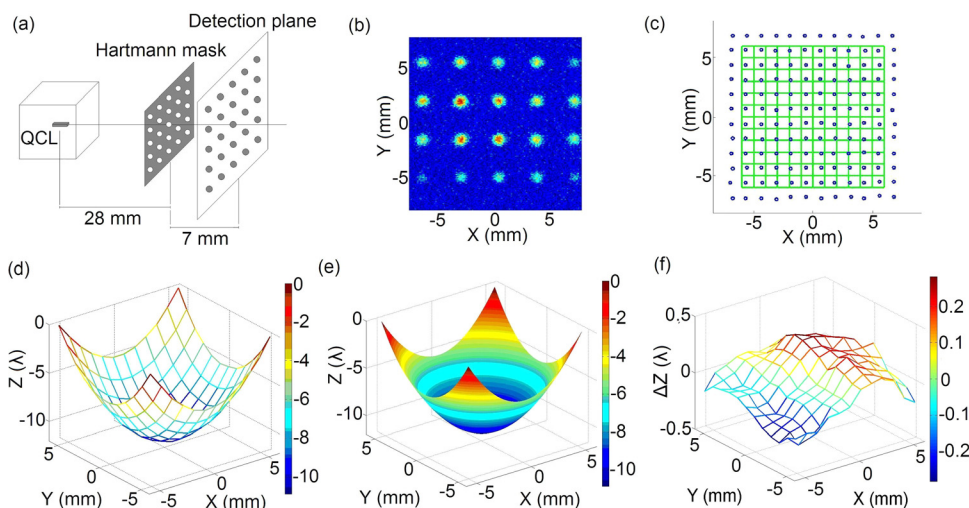 (a)
Detection plane
Hartmann mask
QCL
28 mm
7 mm
(b)
5
0
-5
Y (mm)
-5 0 5
X (mm)
(c)
5
0
-5
Y (mm)
-5 0 5
X (mm)
(d)
0
-5
-10
Z (λ)
5
0
-5
Y (mm)
-5
0
5
X (mm)
0
-2
-4
-6
-8
-10
(e)
0
-5
-10
Z (λ)
5
0
-5
Y (mm)
-5
0
5
X (mm)
0
-2
-4
-6
-8
-10
(f)
0.5
0
-0.5
ΔZ (λ)
5
0
-5
Y (mm)
-5
0
5
X (mm)
0.2
0.1
0
-0.1
-0.2